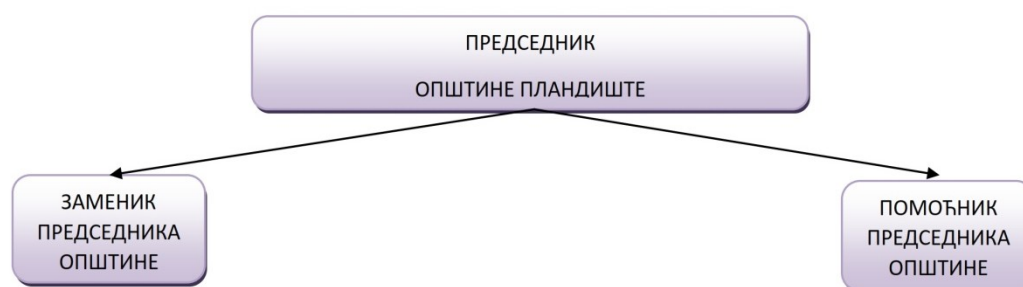 ПРЕДСЕДНИК
ОПШТИНЕ ПЛАНДИШТЕ
ЗАМЕНИК
ПРЕДСЕДНИКА
ОПШТИНЕ
ПОМОЋНИК
ПРЕДСЕДНИКА
ОПШТИНЕ